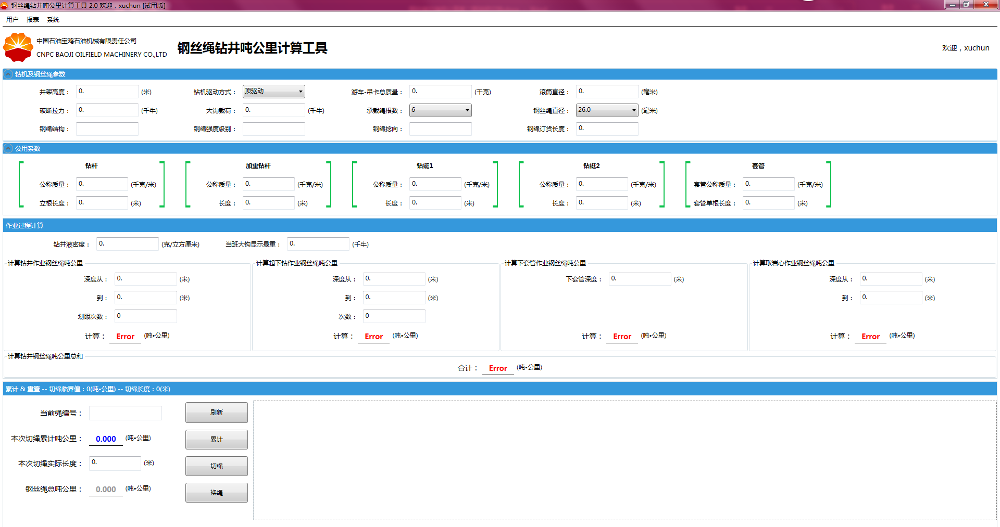 钢丝绳钻井吨公里计算工具 2.0 欢迎，xuchun [试用版]
用户 报表 系统
中国石油宝鸡石油机械有限责任公司
CNPC BAOJI OILFIELD MACHINERY CO.,LTD
钢丝绳钻井吨公里计算工具
欢迎，xuchun
钻机及钢丝绳参数
井架高度： 0. (米) 钻机驱动方式： 顶驱动 游车-吊卡总质量： 0. (千克) 滚筒直径： 0. (毫米)
破断拉力： 0. (千牛) 大钩载荷： 0. (千牛) 承载绳根数： 6 钢丝绳直径： 26.0 (毫米)
钢绳结构： 钢绳强度级别： 钢绳捻向： 钢绳订货长度： 0.
公用系数
钻杆 加重钻杆 钻铤1 钻铤2 套管
公称质量： 0. (千克/米) 公称质量： 0. (千克/米) 公称质量： 0. (千克/米) 公称质量： 0. (千克/米) 套管公称质量： 0. (千克/米)
立根长度： 0. (米) 长度： 0. (米) 长度： 0. (米) 长度： 0. (米) 套管单根长度： 0. (米)
作业过程计算
钻井液密度： 0. (克/立方厘米) 当班大钩显示悬重： 0. (千牛)
计算钻井作业钢丝绳吨公里 计算起下钻作业钢丝绳吨公里 计算下套管作业钢丝绳吨公里 计算取岩心作业钢丝绳吨公里
深度从： 0. (米) 深度从： 0. (米) 下套管深度： 0. (米) 深度从： 0. (米)
到： 0. (米) 到： 0. (米) 到： 0. (米)
划眼次数： 0 次数： 0
计算： Error (吨•公里) 计算： Error (吨•公里) 计算： Error (吨•公里) 计算： Error (吨•公里)
计算钻井钢丝绳吨公里总和
合计： Error (吨•公里)
累计 & 重置 -- 切绳临界值：0(吨•公里) -- 切绳长度：0(米)
当前绳编号： 刷新
本次切绳累计吨公里： 0.000 (吨•公里) 累计
本次切绳实际长度： 0. (米) 切绳
钢丝绳总吨公里： 0.000 (吨•公里) 换绳